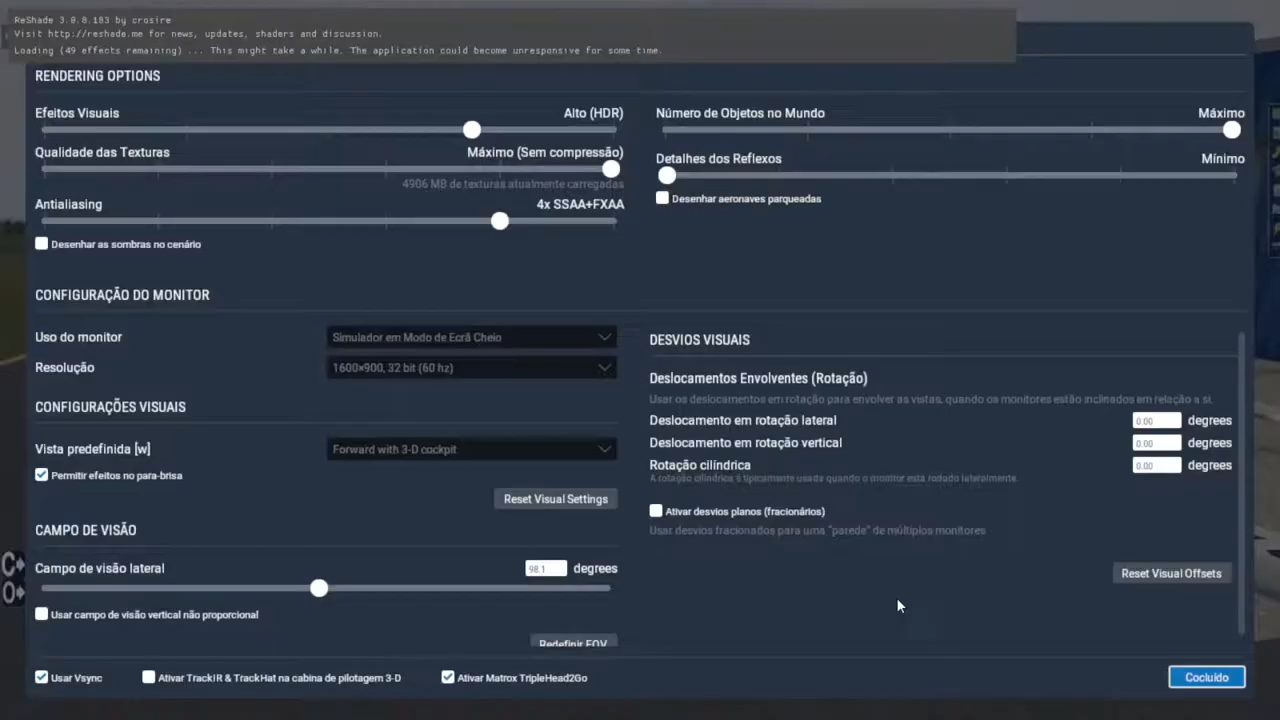 ReShade 3.0.8.183 by crosire
Visit http://reshade.me for news, updates, shaders and discussion.
Loading (49 effects remaining) ... This might take a while. The application could become unresponsive for some time.
RENDERING OPTIONS
Efeitos Visuais Alto (HDR)
Qualidade das Texturas Máximo (Sem compressão)
4906 MB de texturas atualmente carregadas
Antialiasing 4x SSAA+FXAA
Desenhar as sombras no cenário
Número de Objetos no Mundo Máximo
Detalhes dos Reflexos Mínimo
Desenhar aeronaves parqueadas
CONFIGURAÇÃO DO MONITOR
Uso do monitor Simulador em Modo de Ecrã Cheio
Resolução 1600×900, 32 bit (60 hz)
CONFIGURAÇÕES VISUAIS
Vista predefinida [w] Forward with 3-D cockpit
Permitir efeitos no para-brisa
Reset Visual Settings
CAMPO DE VISÃO
Campo de visão lateral 98.1 degrees
Usar campo de visão vertical não proporcional
Redefinir FOV
DESVIOS VISUAIS
Deslocamentos Envolventes (Rotação)
Usar os deslocamentos em rotação para envolver as vistas, quando os monitores estão inclinados em relação a si.
Deslocamento em rotação lateral 0.00 degrees
Deslocamento em rotação vertical 0.00 degrees
Rotação cilíndrica 0.00 degrees
A rotação cilíndrica é tipicamente usada quando o monitor está rodado lateralmente.
Ativar desvios planos (fracionários)
Usar desvios fracionados para uma "parede" de múltiplos monitores
Reset Visual Offsets
C
O
Usar Vsync
Ativar TrackIR & TrackHat na cabina de pilotagem 3-D
Ativar Matrox TripleHead2Go
Cocluído